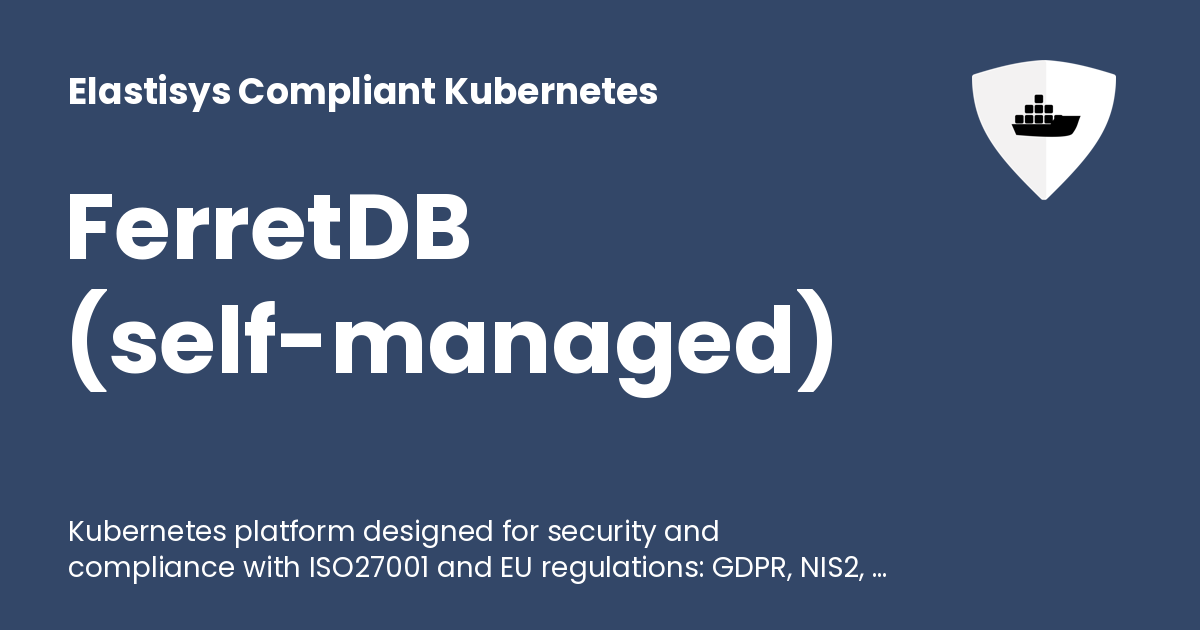 Elastisys Compliant Kubernetes
FerretDB
(self-managed)
Kubernetes platform designed for security and
compliance with ISO27001 and EU regulations: GDPR, NIS2, ...